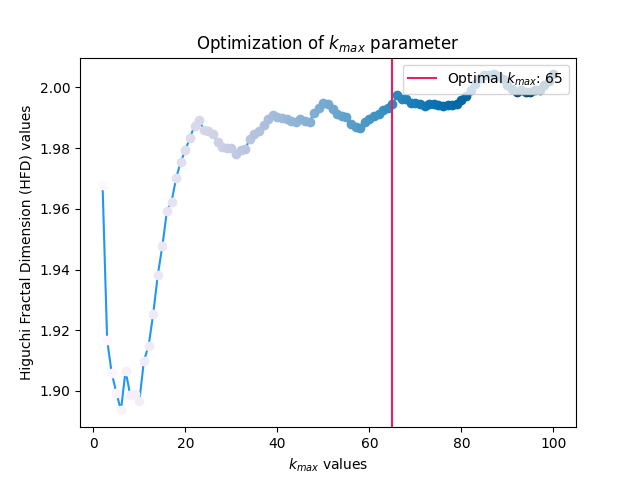 Optimization of k_max parameter
Optimal k_max: 65
Higuchi Fractal Dimension (HFD) values
2.00
1.98
1.96
1.94
1.92
1.90
0 20 40 60 80 100
k_max values